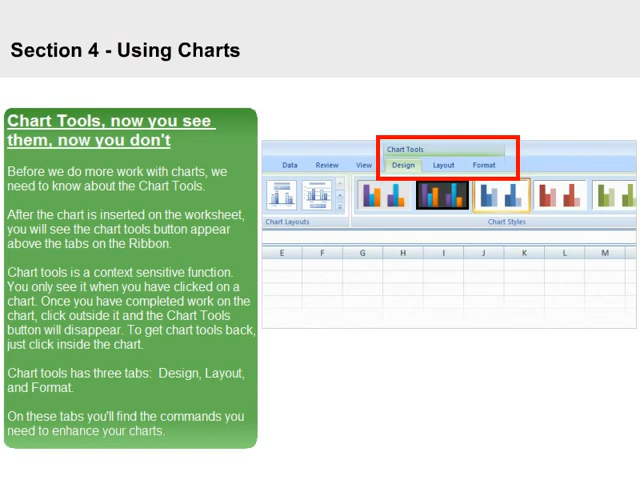 Section 4 - Using Charts
Chart Tools, now you see
them, now you don't
Before we do more work with charts, we
need to know about the Chart Tools.
After the chart is inserted on the worksheet,
you will see the chart tools button appear
above the tabs on the Ribbon.
Chart tools is a context sensitive function.
You only see it when you have clicked on a
chart. Once you have completed work on the
chart, click outside it and the Chart Tools
button will disappear. To get chart tools back,
just click inside the chart.
Chart tools has three tabs:  Design, Layout,
and Format.
On these tabs you'll find the commands you
need to enhance your charts.
Chart Tools
Data Review View Design Layout Format
Chart Layouts Chart Styles
E F G H I J K L M